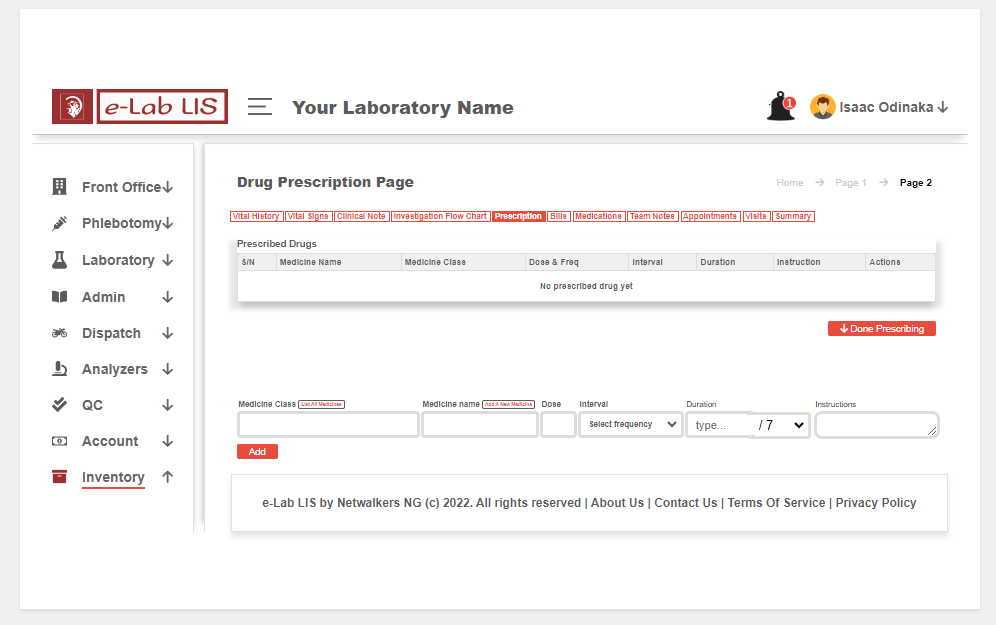 e-Lab LIS
Your Laboratory Name
1
Isaac Odinaka
Front Office
Phlebotomy
Laboratory
Admin
Dispatch
Analyzers
QC
Account
Inventory
Drug Prescription Page
Home Page 1 Page 2
Vital History Vital Signs Clinical Note Investigation Flow Chart Prescription Bills Medications Team Notes Appointments Visits Summary
Prescribed Drugs
S/N Medicine Name Medicine Class Dose & Freq Interval Duration Instruction Actions
No prescribed drug yet
Done Prescribing
Medicine Class List All Medicines Medicine name Add A New Medicine Dose Interval Duration Instructions
Select frequency type... / 7
Add
e-Lab LIS by Netwalkers NG (c) 2022. All rights reserved | About Us | Contact Us | Terms Of Service | Privacy Policy